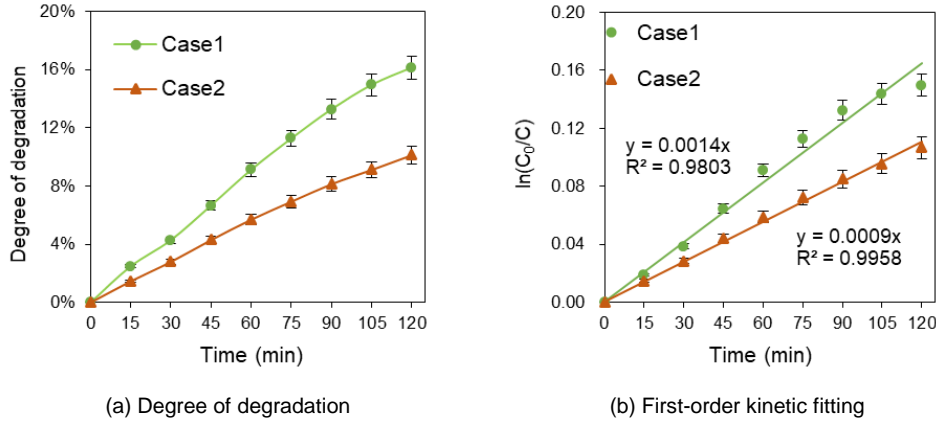 20%
16%
12%
8%
4%
0%
Degree of degradation
Case1
Case2
0 15 30 45 60 75 90 105 120
Time (min)
(a) Degree of degradation
0.20
0.16
0.12
0.08
0.04
0.00
ln(C₀/C)
Case1
Case2
y = 0.0014x
R² = 0.9803
y = 0.0009x
R² = 0.9958
0 15 30 45 60 75 90 105 120
Time (min)
(b) First-order kinetic fitting